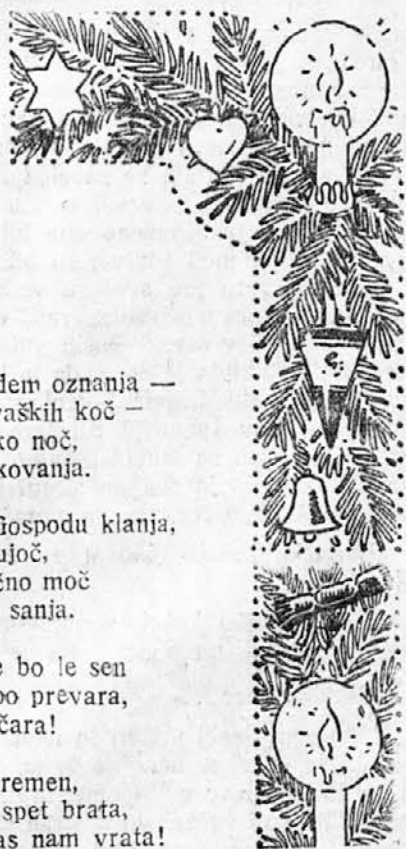 dem oznanja —
vaških koč —
ko noč,
kovanja.
Gospodu klanja,
ujoč,
čno moč
sanja.
e bo le sen
bo prevara,
čara!
remen,
spet brata,
as nam vrata!